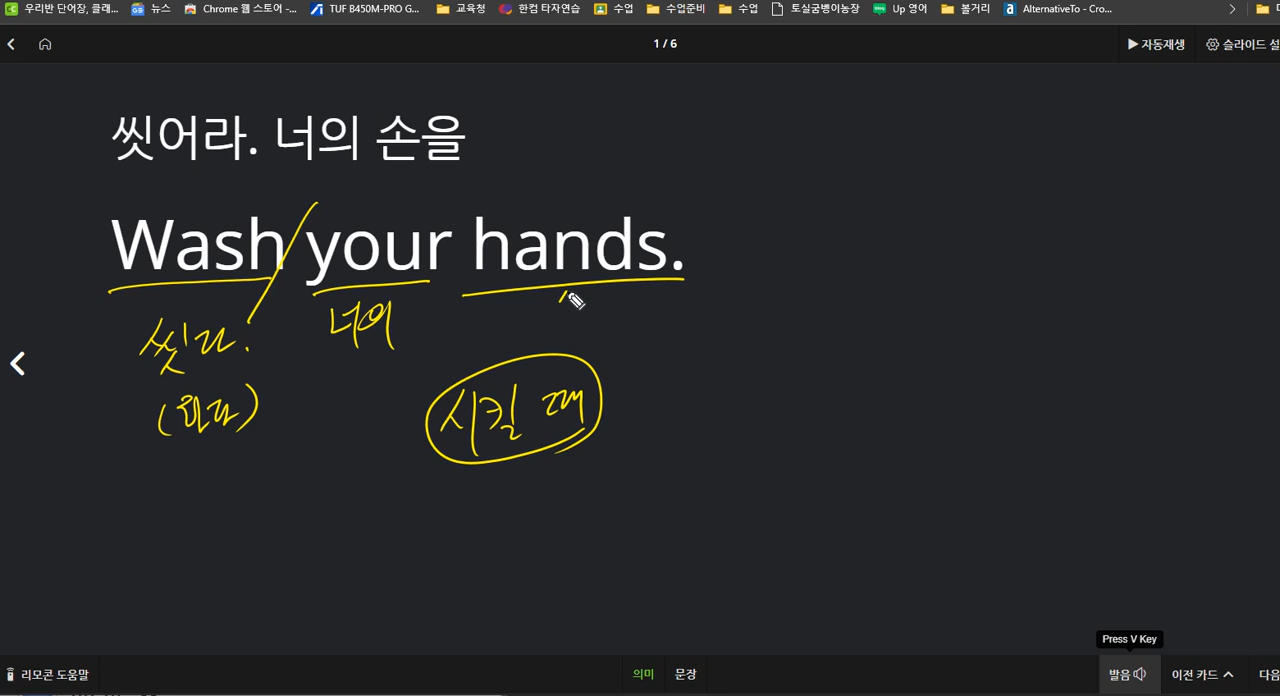 우리반 단어장, 클래... 뉴스 Chrome 웹 스토어 -... TUF B450M-PRO G... 교육청 한컴 타자연습 수업 수업준비 수업 토실굼벵이농장 Up 영어 볼거리 AlternativeTo - Cro...
1 / 6 자동재생 슬라이드 설
씻어라. 너의 손을
Wash your hands.
너의
씻라.
시킬 때
Press V Key
리모콘 도움말 의미 문장 발음 이전 카드 다음